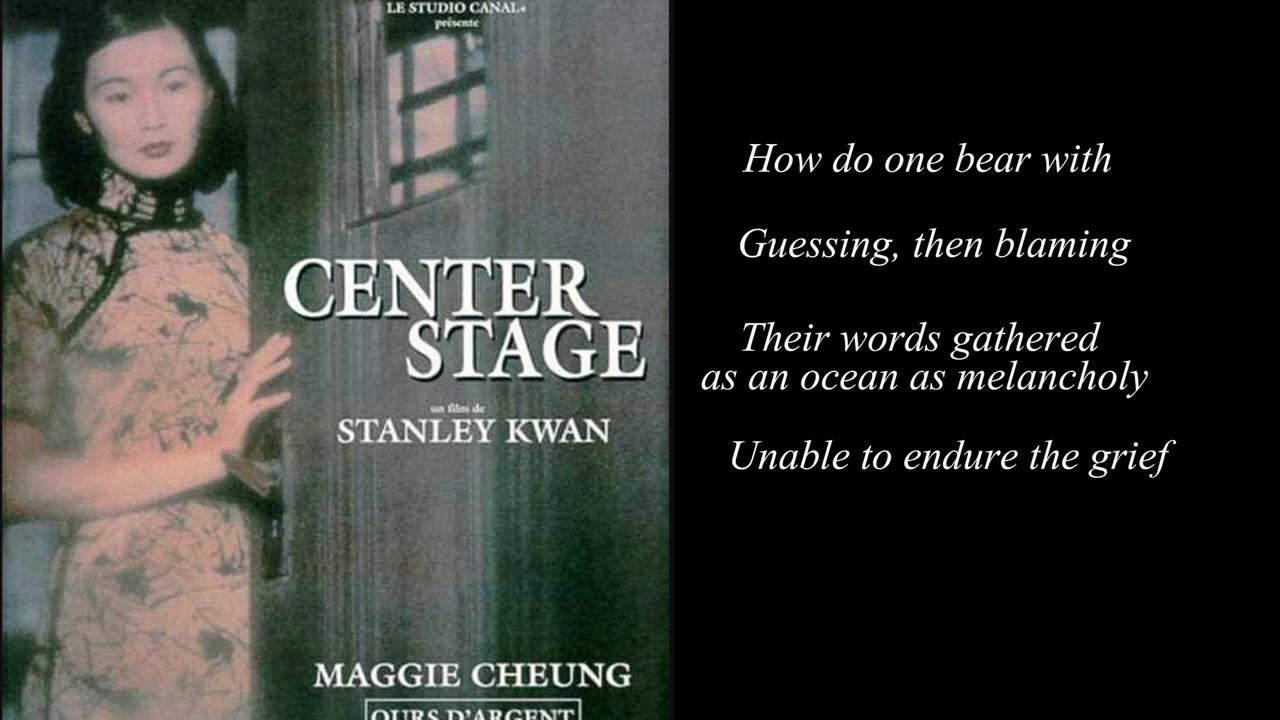 LE STUDIO CANAL+
présente
CENTER
STAGE
un film de
STANLEY KWAN
MAGGIE CHEUNG
OURS D'ARGENT
How do one bear with
Guessing, then blaming
Their words gathered
as an ocean as melancholy
Unable to endure the grief